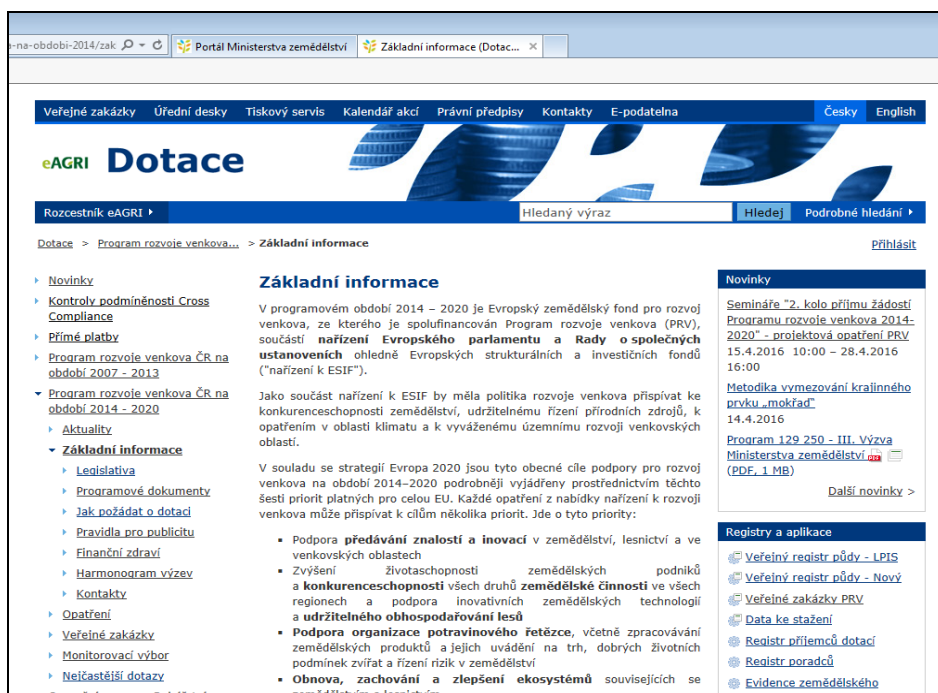 a-na-obdobi-2014/zak
Portál Ministerstva zemědělství
Základní informace (Dotac...
Veřejné zakázky Úřední desky Tiskový servis Kalendář akcí Právní předpisy Kontakty E-podatelna Česky English
eAGRI Dotace
Rozcestník eAGRI
Hledaný výraz
Hledej
Podrobné hledání
Dotace > Program rozvoje venkova... > Základní informace
Přihlásit
Novinky
Kontroly podmíněnosti Cross
Compliance
Přímé platby
Program rozvoje venkova ČR na
období 2007 - 2013
Program rozvoje venkova ČR na
období 2014 - 2020
Aktuality
Základní informace
Legislativa
Programové dokumenty
Jak požádat o dotaci
Pravidla pro publicitu
Finanční zdraví
Harmonogram výzev
Kontakty
Opatření
Veřejné zakázky
Monitorovací výbor
Nejčastější dotazy
Základní informace
V programovém období 2014 – 2020 je Evropský zemědělský fond pro rozvoj
venkova, ze kterého je spolufinancován Program rozvoje venkova (PRV),
součástí nařízení Evropského parlamentu a Rady o společných
ustanoveních ohledně Evropských strukturálních a investičních fondů
("nařízení k ESIF").
Jako součást nařízení k ESIF by měla politika rozvoje venkova přispívat ke
konkurenceschopnosti zemědělství, udržitelnému řízení přírodních zdrojů, k
opatřením v oblasti klimatu a k vyváženému územnímu rozvoji venkovských
oblastí.
V souladu se strategií Evropa 2020 jsou tyto obecné cíle podpory pro rozvoj
venkova na období 2014–2020 podrobněji vyjádřeny prostřednictvím těchto
šesti priorit platných pro celou EU. Každé opatření z nabídky nařízení k rozvoji
venkova může přispívat k cílům několika priorit. Jde o tyto priority:
Podpora předávání znalostí a inovací v zemědělství, lesnictví a ve
venkovských oblastech
Zvýšení životaschopnosti zemědělských podniků
a konkurenceschopnosti všech druhů zemědělské činnosti ve všech
regionech a podpora inovativních zemědělských technologií
a udržitelného obhospodařování lesů
Podpora organizace potravinového řetězce, včetně zpracovávání
zemědělských produktů a jejich uvádění na trh, dobrých životních
podmínek zvířat a řízení rizik v zemědělství
Obnova, zachování a zlepšení ekosystémů souvisejících se
Novinky
Semináře "2. kolo příjmu žádostí
Programu rozvoje venkova 2014-
2020" - projektová opatření PRV
15.4.2016 10:00 – 28.4.2016
16:00
Metodika vymezování krajinného
prvku „mokřad"
14.4.2016
Program 129 250 - III. Výzva
Ministerstva zemědělství
(PDF, 1 MB)
Další novinky >
Registry a aplikace
Veřejný registr půdy - LPIS
Veřejný registr půdy - Nový
Veřejné zakázky PRV
Data ke stažení
Registr příjemců dotací
Registr poradců
Evidence zemědělského